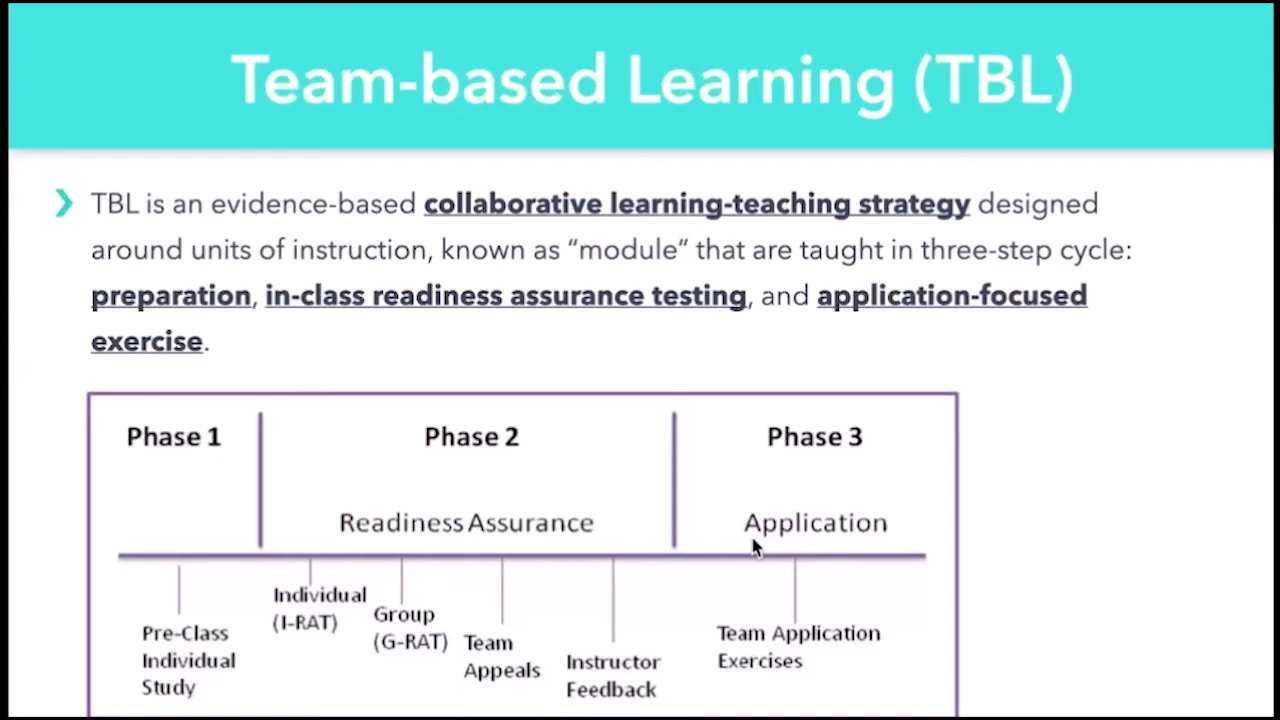 Team-based Learning (TBL)
TBL is an evidence-based collaborative learning-teaching strategy designed
around units of instruction, known as “module” that are taught in three-step cycle:
preparation, in-class readiness assurance testing, and application-focused
exercise.
Phase 1
Phase 2
Phase 3
Readiness Assurance
Application
Pre-Class
Individual
Study
Individual
(I-RAT)
Group
(G-RAT)
Team
Appeals
Instructor
Feedback
Team Application
Exercises